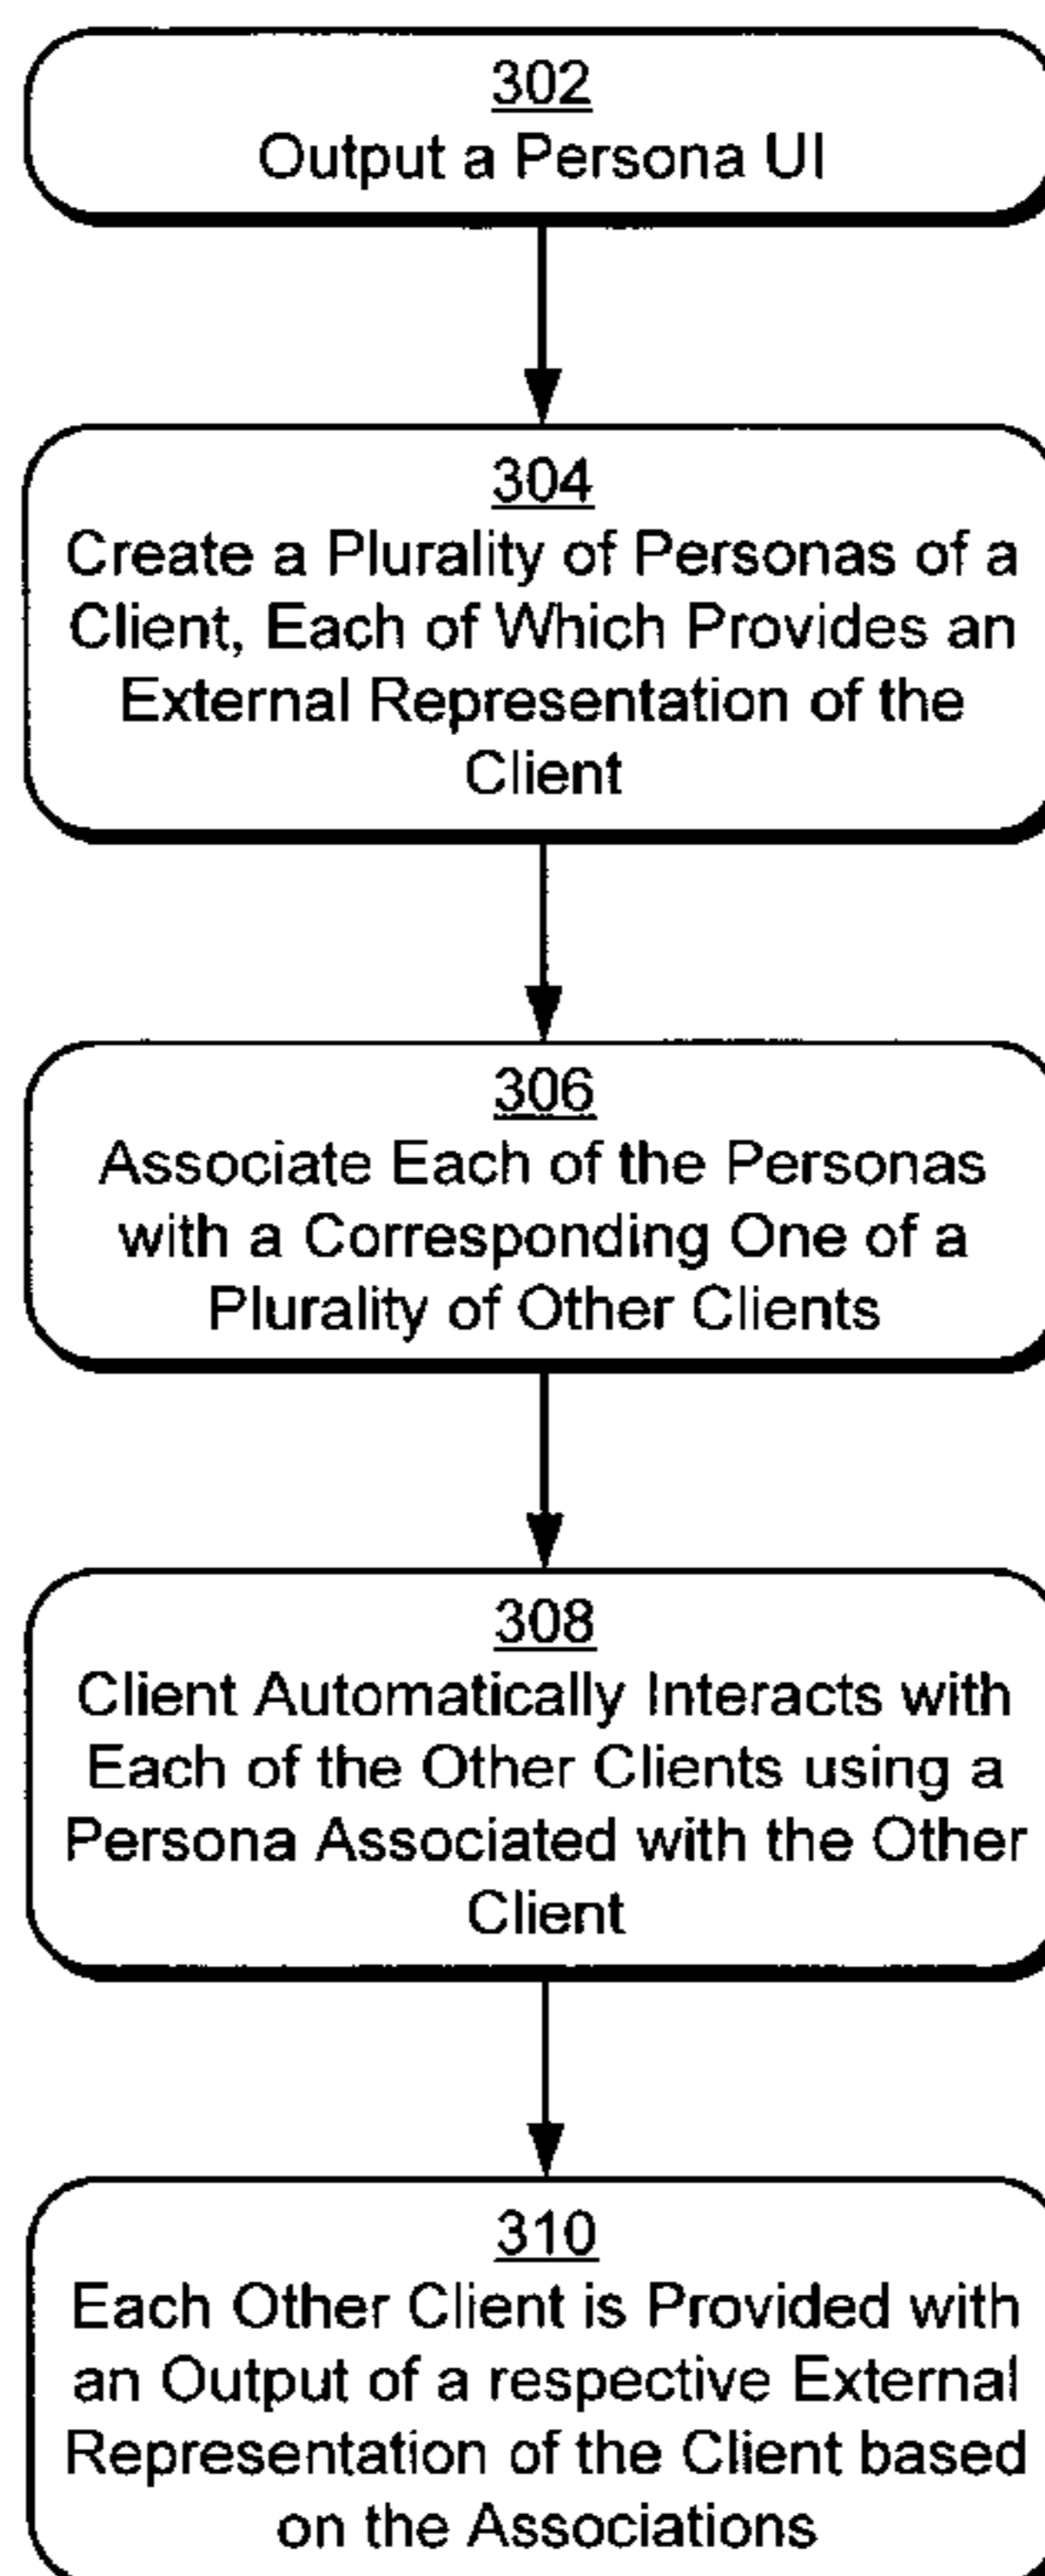 302
Output a Persona UI
304
Create a Plurality of Personas of a
Client, Each of Which Provides an
External Representation of the
Client
306
Associate Each of the Personas
with a Corresponding One of a
Plurality of Other Clients
308
Client Automatically Interacts with
Each of the Other Clients using a
Persona Associated with the Other
Client
310
Each Other Client is Provided with
an Output of a respective External
Representation of the Client based
on the Associations